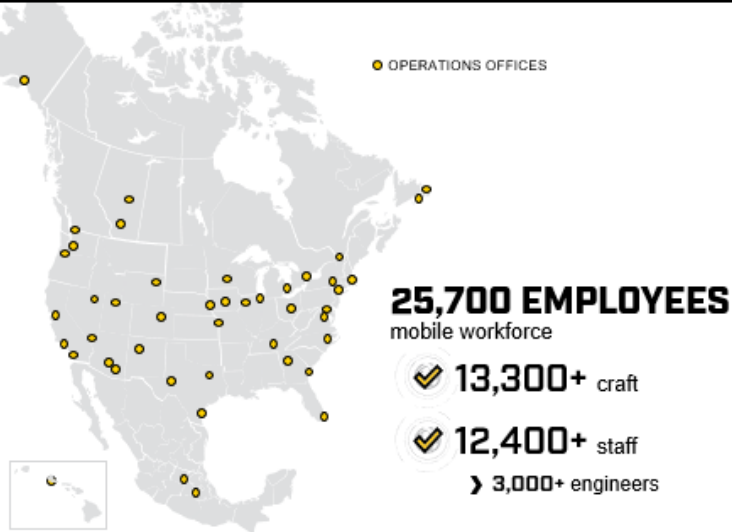 OPERATIONS OFFICES
25,700 EMPLOYEES
mobile workforce
13,300+ craft
12,400+ staff
❯ 3,000+ engineers